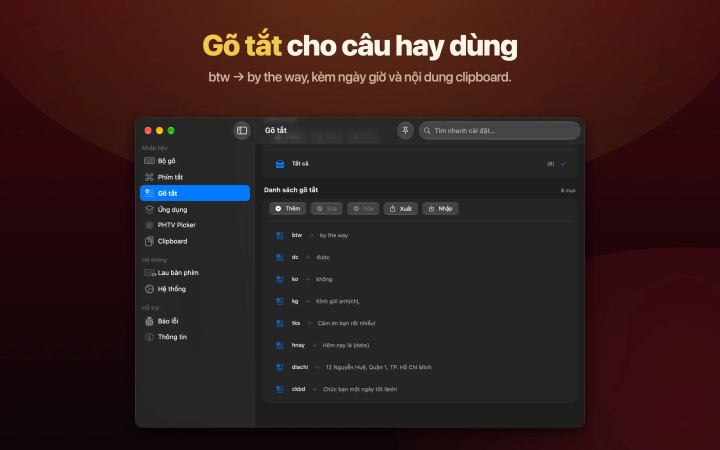 Gõ tắt cho câu hay dùng
btw → by the way, kèm ngày giờ và nội dung clipboard.
Gõ tắt
Tìm nhanh cài đặt...
Nhập liệu
Bộ gõ
Phím tắt
Gõ tắt
Ứng dụng
PHTV Picker
Clipboard
Hệ thống
Lau bàn phím
Hệ thống
Hỗ trợ
Báo lỗi
Thông tin
Tất cả (8)
Danh sách gõ tắt 8 mục
Thêm Sửa Xóa Xuất Nhập
btw → by the way
dc → được
ko → không
kg → Kính gửi anh/chị,
tks → Cảm ơn bạn rất nhiều!
hnay → Hôm nay là {date}
diachi → 12 Nguyễn Huệ, Quận 1, TP. Hồ Chí Minh
ckbd → Chúc bạn một ngày tốt lành!